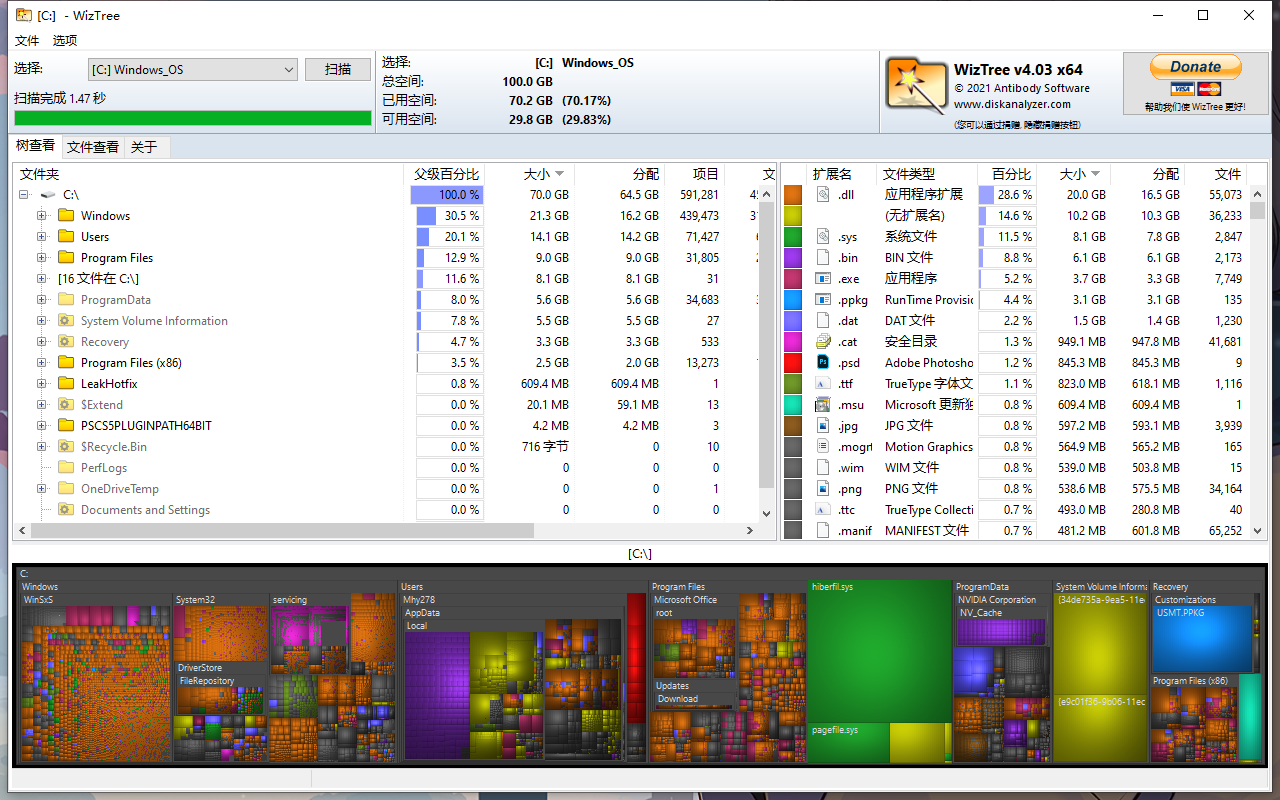 [C:] - WizTree
文件 选项
选择: [C:] Windows_OS 扫描
扫描完成 1.47 秒
选择: [C:] Windows_OS
总空间: 100.0 GB
已用空间: 70.2 GB (70.17%)
可用空间: 29.8 GB (29.83%)
WizTree v4.03 x64
© 2021 Antibody Software
www.diskanalyzer.com
(您可以通过捐赠, 隐藏捐赠按钮)
Donate
VISA MasterCard
帮助我们使 WizTree 更好!
树查看 文件查看 关于
文件夹 父级百分比 大小 分配 项目 文
C:\ 100.0 % 70.0 GB 64.5 GB 591,281
Windows 30.5 % 21.3 GB 16.2 GB 439,473
Users 20.1 % 14.1 GB 14.2 GB 71,427
Program Files 12.9 % 9.0 GB 9.0 GB 31,805
[16 文件在 C:\] 11.6 % 8.1 GB 8.1 GB 31
ProgramData 8.0 % 5.6 GB 5.6 GB 34,683
System Volume Information 7.8 % 5.5 GB 5.5 GB 27
Recovery 4.7 % 3.3 GB 3.3 GB 533
Program Files (x86) 3.5 % 2.5 GB 2.0 GB 13,273
LeakHotfix 0.8 % 609.4 MB 609.4 MB 1
$Extend 0.0 % 20.1 MB 59.1 MB 13
PSCS5PLUGINPATH64BIT 0.0 % 4.2 MB 4.2 MB 3
$Recycle.Bin 0.0 % 716 字节 0 10
PerfLogs 0.0 % 0 0 0
OneDriveTemp 0.0 % 0 0 1
Documents and Settings 0.0 % 0 0 0
扩展名 文件类型 百分比 大小 分配 文件
.dll 应用程序扩展 28.6 % 20.0 GB 16.5 GB 55,073
(无扩展名) 14.6 % 10.2 GB 10.3 GB 36,233
.sys 系统文件 11.5 % 8.1 GB 7.8 GB 2,847
.bin BIN 文件 8.8 % 6.1 GB 6.1 GB 2,173
.exe 应用程序 5.2 % 3.7 GB 3.3 GB 7,749
.ppkg RunTime Provisic 4.4 % 3.1 GB 3.1 GB 135
.dat DAT 文件 2.2 % 1.5 GB 1.4 GB 1,230
.cat 安全目录 1.3 % 949.1 MB 947.8 MB 41,681
.psd Adobe Photosho 1.2 % 845.3 MB 845.3 MB 9
.ttf TrueType 字体文 1.1 % 823.0 MB 618.1 MB 1,116
.msu Microsoft 更新独 0.8 % 609.4 MB 609.4 MB 1
.jpg JPG 文件 0.8 % 597.2 MB 593.1 MB 3,939
.mogrt Motion Graphics 0.8 % 564.9 MB 565.2 MB 165
.wim WIM 文件 0.8 % 539.0 MB 503.8 MB 15
.png PNG 文件 0.8 % 538.6 MB 575.5 MB 34,164
.ttc TrueType Collecti 0.7 % 493.0 MB 280.8 MB 40
.manif MANIFEST 文件 0.7 % 481.2 MB 601.8 MB 65,252
[C:\]
C:
Windows
WinSxS
System32
DriverStore
FileRepository
servicing
Users
Mhy278
AppData
Local
Program Files
Microsoft Office
root
Updates
Download
hiberfil.sys
pagefile.sys
ProgramData
NVIDIA Corporation
NV_Cache
System Volume Informa
{34de735a-9ea5-11ec
{e9c01f36-9b06-11ec
Recovery
Customizations
USMT.PPKG
Program Files (x86)